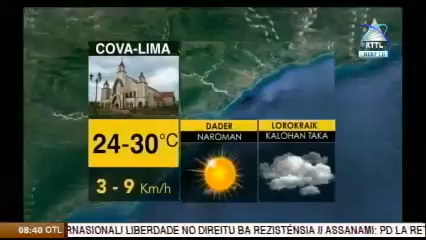 COVA-LIMA
RTTL
24-30°C
3 - 9 Km/h
DADER
NAROMAN
LOROKRAIK
KALOHAN TAKA
08:40 OTL
RNASIONAL) LIBERDADE NO DIREITU BA REZISTÉNSIA // ASSANAMI: PD LA RE